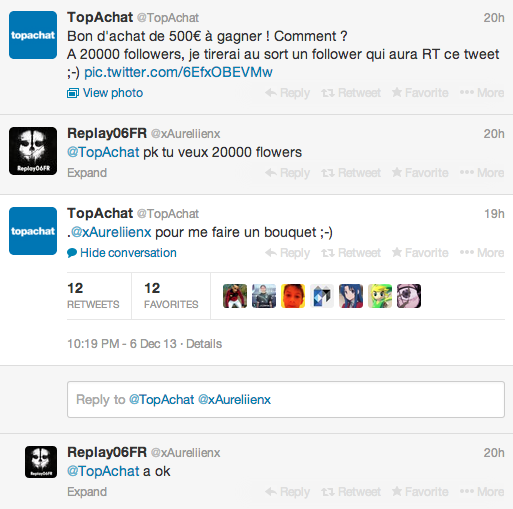 topachat
TopAchat @TopAchat 20h
Bon d'achat de 500€ à gagner ! Comment ?
A 20000 followers, je tirerai au sort un follower qui aura RT ce tweet
;-) pic.twitter.com/6EfxOBEVMw
View photo Reply Retweet Favorite More
Replay06FR
Replay06FR @xAureliienx 20h
@TopAchat pk tu veux 20000 flowers
Expand Reply Retweet Favorite More
topachat
TopAchat @TopAchat 19h
.@xAureliienx pour me faire un bouquet ;-)
Hide conversation Reply Retweet Favorite More
12 12
RETWEETS FAVORITES
10:19 PM - 6 Dec 13 · Details
Reply to @TopAchat @xAureliienx
Replay06FR
Replay06FR @xAureliienx 20h
@TopAchat a ok
Expand Reply Retweet Favorite More